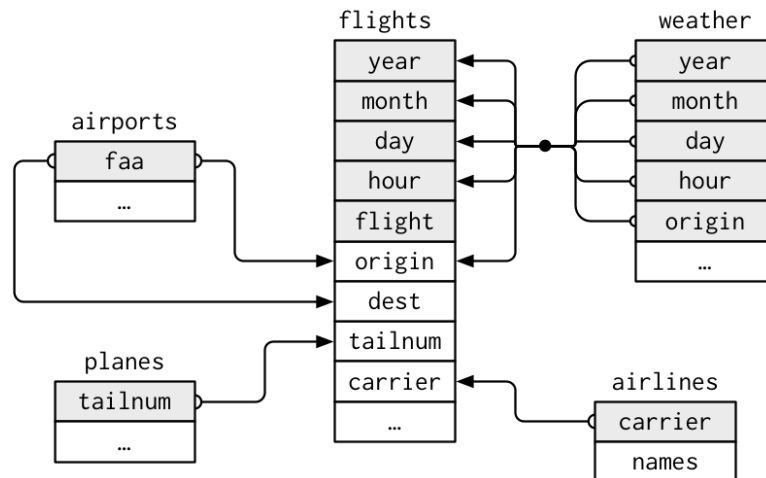 flights
year
month
day
hour
flight
origin
dest
tailnum
carrier
…
weather
year
month
day
hour
origin
…
airports
faa
…
planes
tailnum
…
airlines
carrier
names